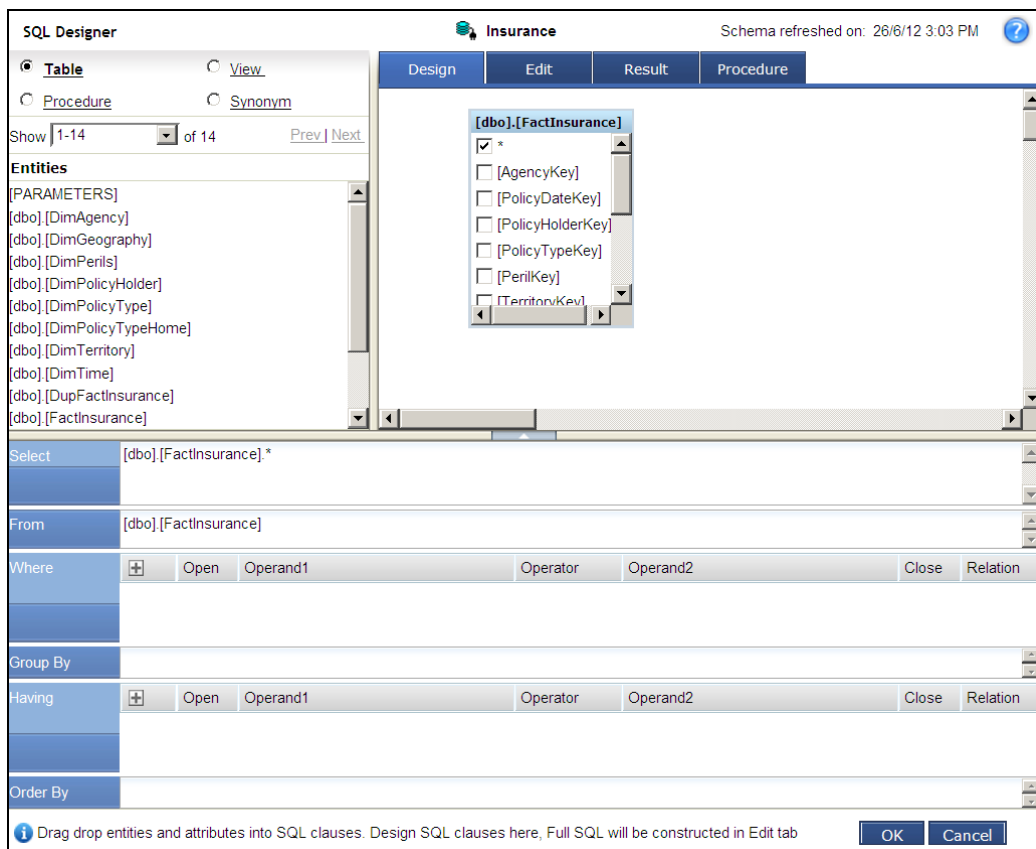 SQL Designer
Insurance
Schema refreshed on: 26/6/12 3:03 PM
?
Table
View
Procedure
Synonym
Show 1-14 of 14 Prev | Next
Entities
[PARAMETERS]
[dbo].[DimAgency]
[dbo].[DimGeography]
[dbo].[DimPerils]
[dbo].[DimPolicyHolder]
[dbo].[DimPolicyType]
[dbo].[DimPolicyTypeHome]
[dbo].[DimTerritory]
[dbo].[DimTime]
[dbo].[DupFactInsurance]
[dbo].[FactInsurance]
Design Edit Result Procedure
[dbo].[FactInsurance]
*
[AgencyKey]
[PolicyDateKey]
[PolicyHolderKey]
[PolicyTypeKey]
[PerilKey]
[TerritoryKey]
Select [dbo].[FactInsurance].*
From [dbo].[FactInsurance]
Where Open Operand1 Operator Operand2 Close Relation
Group By
Having Open Operand1 Operator Operand2 Close Relation
Order By
Drag drop entities and attributes into SQL clauses. Design SQL clauses here, Full SQL will be constructed in Edit tab
OK Cancel